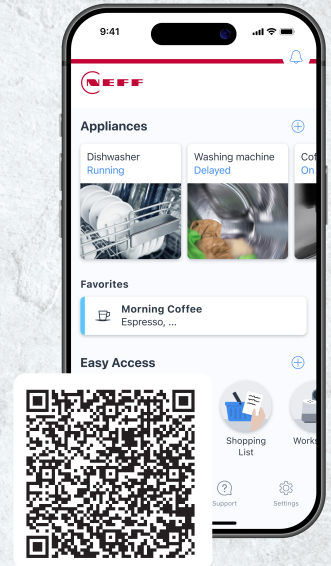 9:41
NEFF
Appliances
Dishwasher
Running
Washing machine
Delayed
Cof
On
Favorites
Morning Coffee
Espresso, ...
Easy Access
Shopping
List
Works
Support
Settings